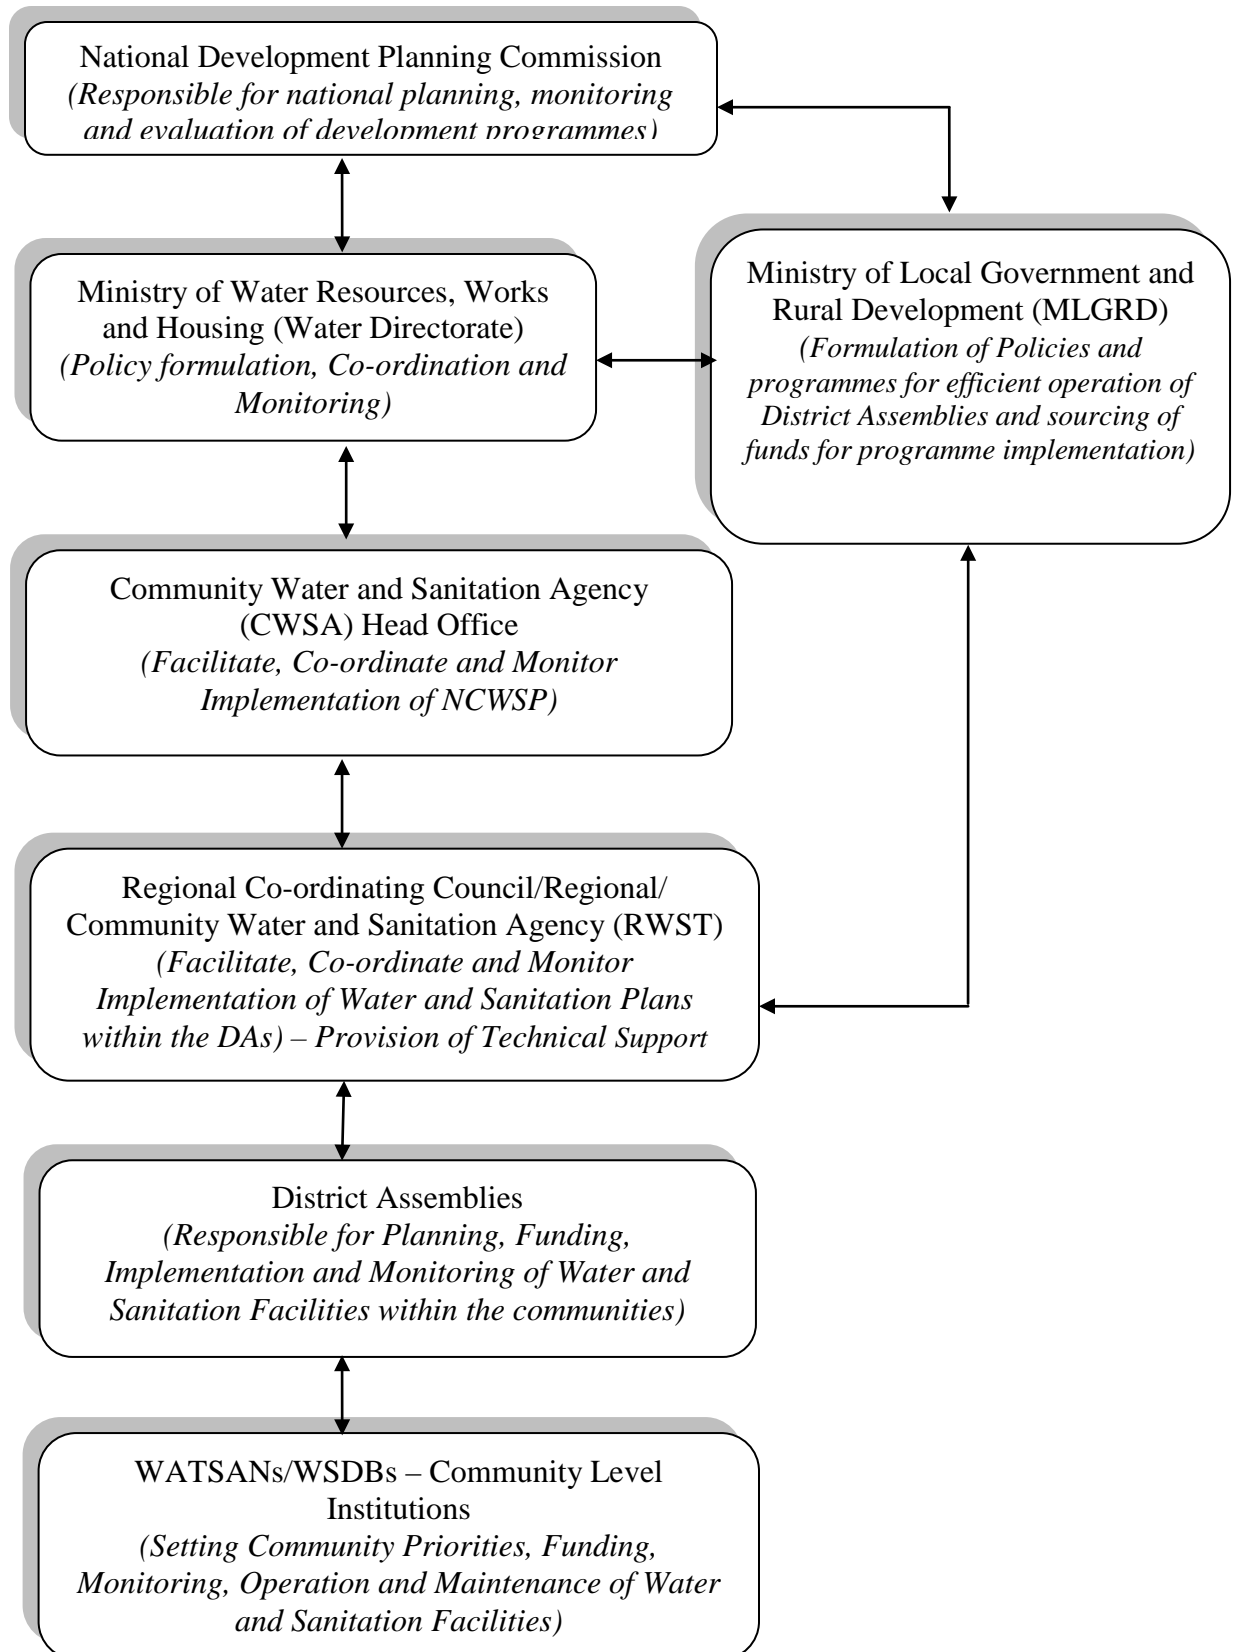 National Development Planning Commission
(Responsible for national planning, monitoring
and evaluation of development programmes)
Ministry of Water Resources, Works
and Housing (Water Directorate)
(Policy formulation, Co-ordination and
Monitoring)
Ministry of Local Government and
Rural Development (MLGRD)
(Formulation of Policies and
programmes for efficient operation of
District Assemblies and sourcing of
funds for programme implementation)
Community Water and Sanitation Agency
(CWSA) Head Office
(Facilitate, Co-ordinate and Monitor
Implementation of NCWSP)
Regional Co-ordinating Council/Regional/
Community Water and Sanitation Agency (RWST)
(Facilitate, Co-ordinate and Monitor
Implementation of Water and Sanitation Plans
within the DAs) – Provision of Technical Support
District Assemblies
(Responsible for Planning, Funding,
Implementation and Monitoring of Water and
Sanitation Facilities within the communities)
WATSANs/WSDBs – Community Level
Institutions
(Setting Community Priorities, Funding,
Monitoring, Operation and Maintenance of Water
and Sanitation Facilities)